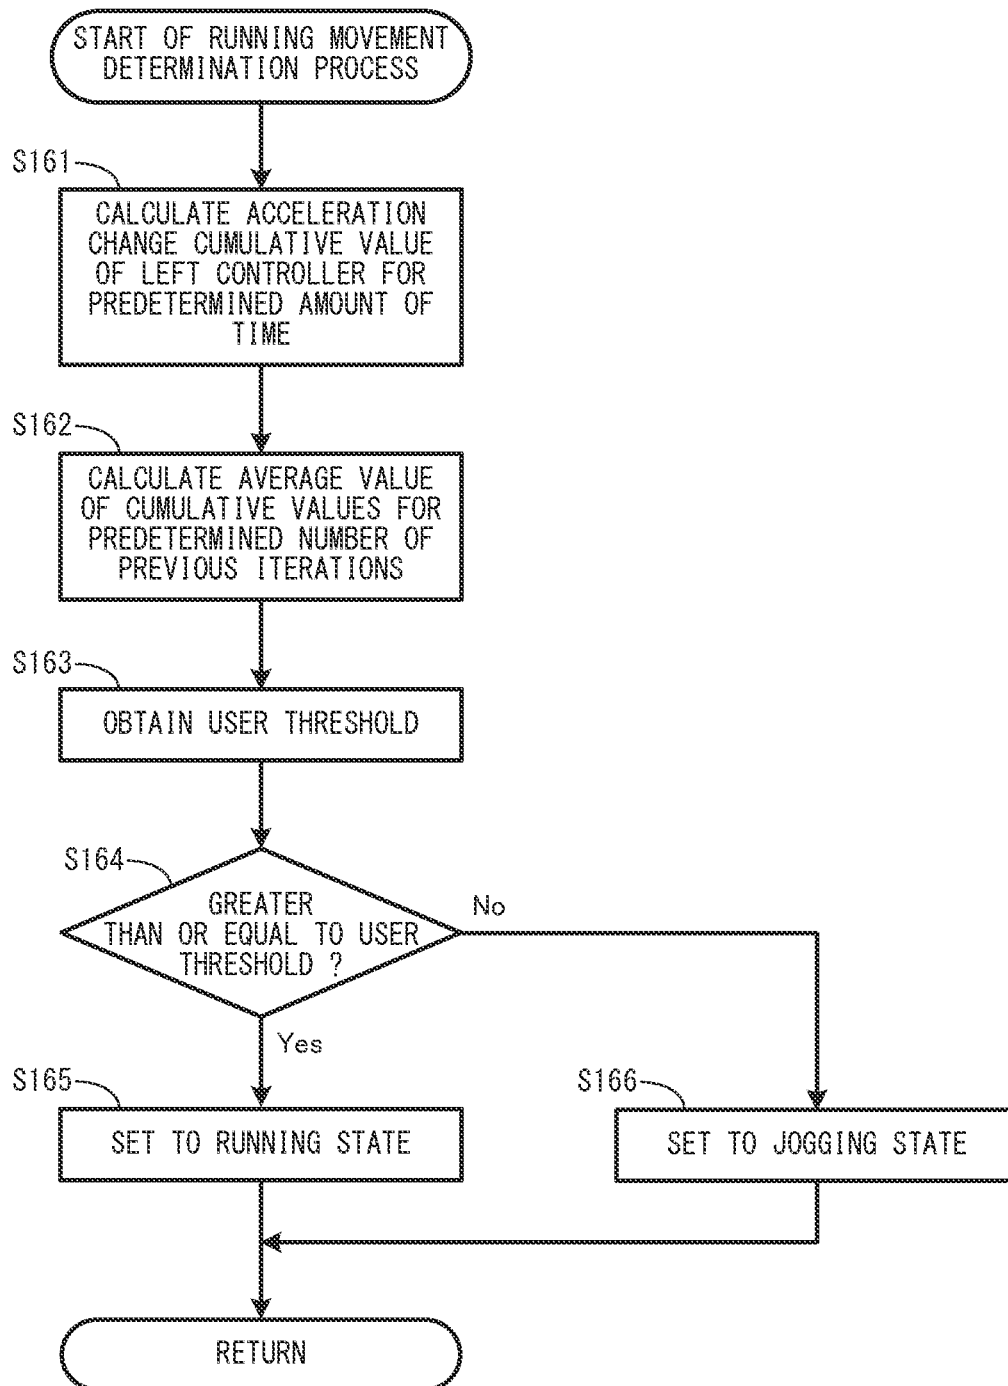 START OF RUNNING MOVEMENT
DETERMINATION PROCESS
S161
CALCULATE ACCELERATION
CHANGE CUMULATIVE VALUE
OF LEFT CONTROLLER FOR
PREDETERMINED AMOUNT OF
TIME
S162
CALCULATE AVERAGE VALUE
OF CUMULATIVE VALUES FOR
PREDETERMINED NUMBER OF
PREVIOUS ITERATIONS
S163
OBTAIN USER THRESHOLD
S164
GREATER
THAN OR EQUAL TO USER
THRESHOLD ?
No
Yes
S165
SET TO RUNNING STATE
S166
SET TO JOGGING STATE
RETURN